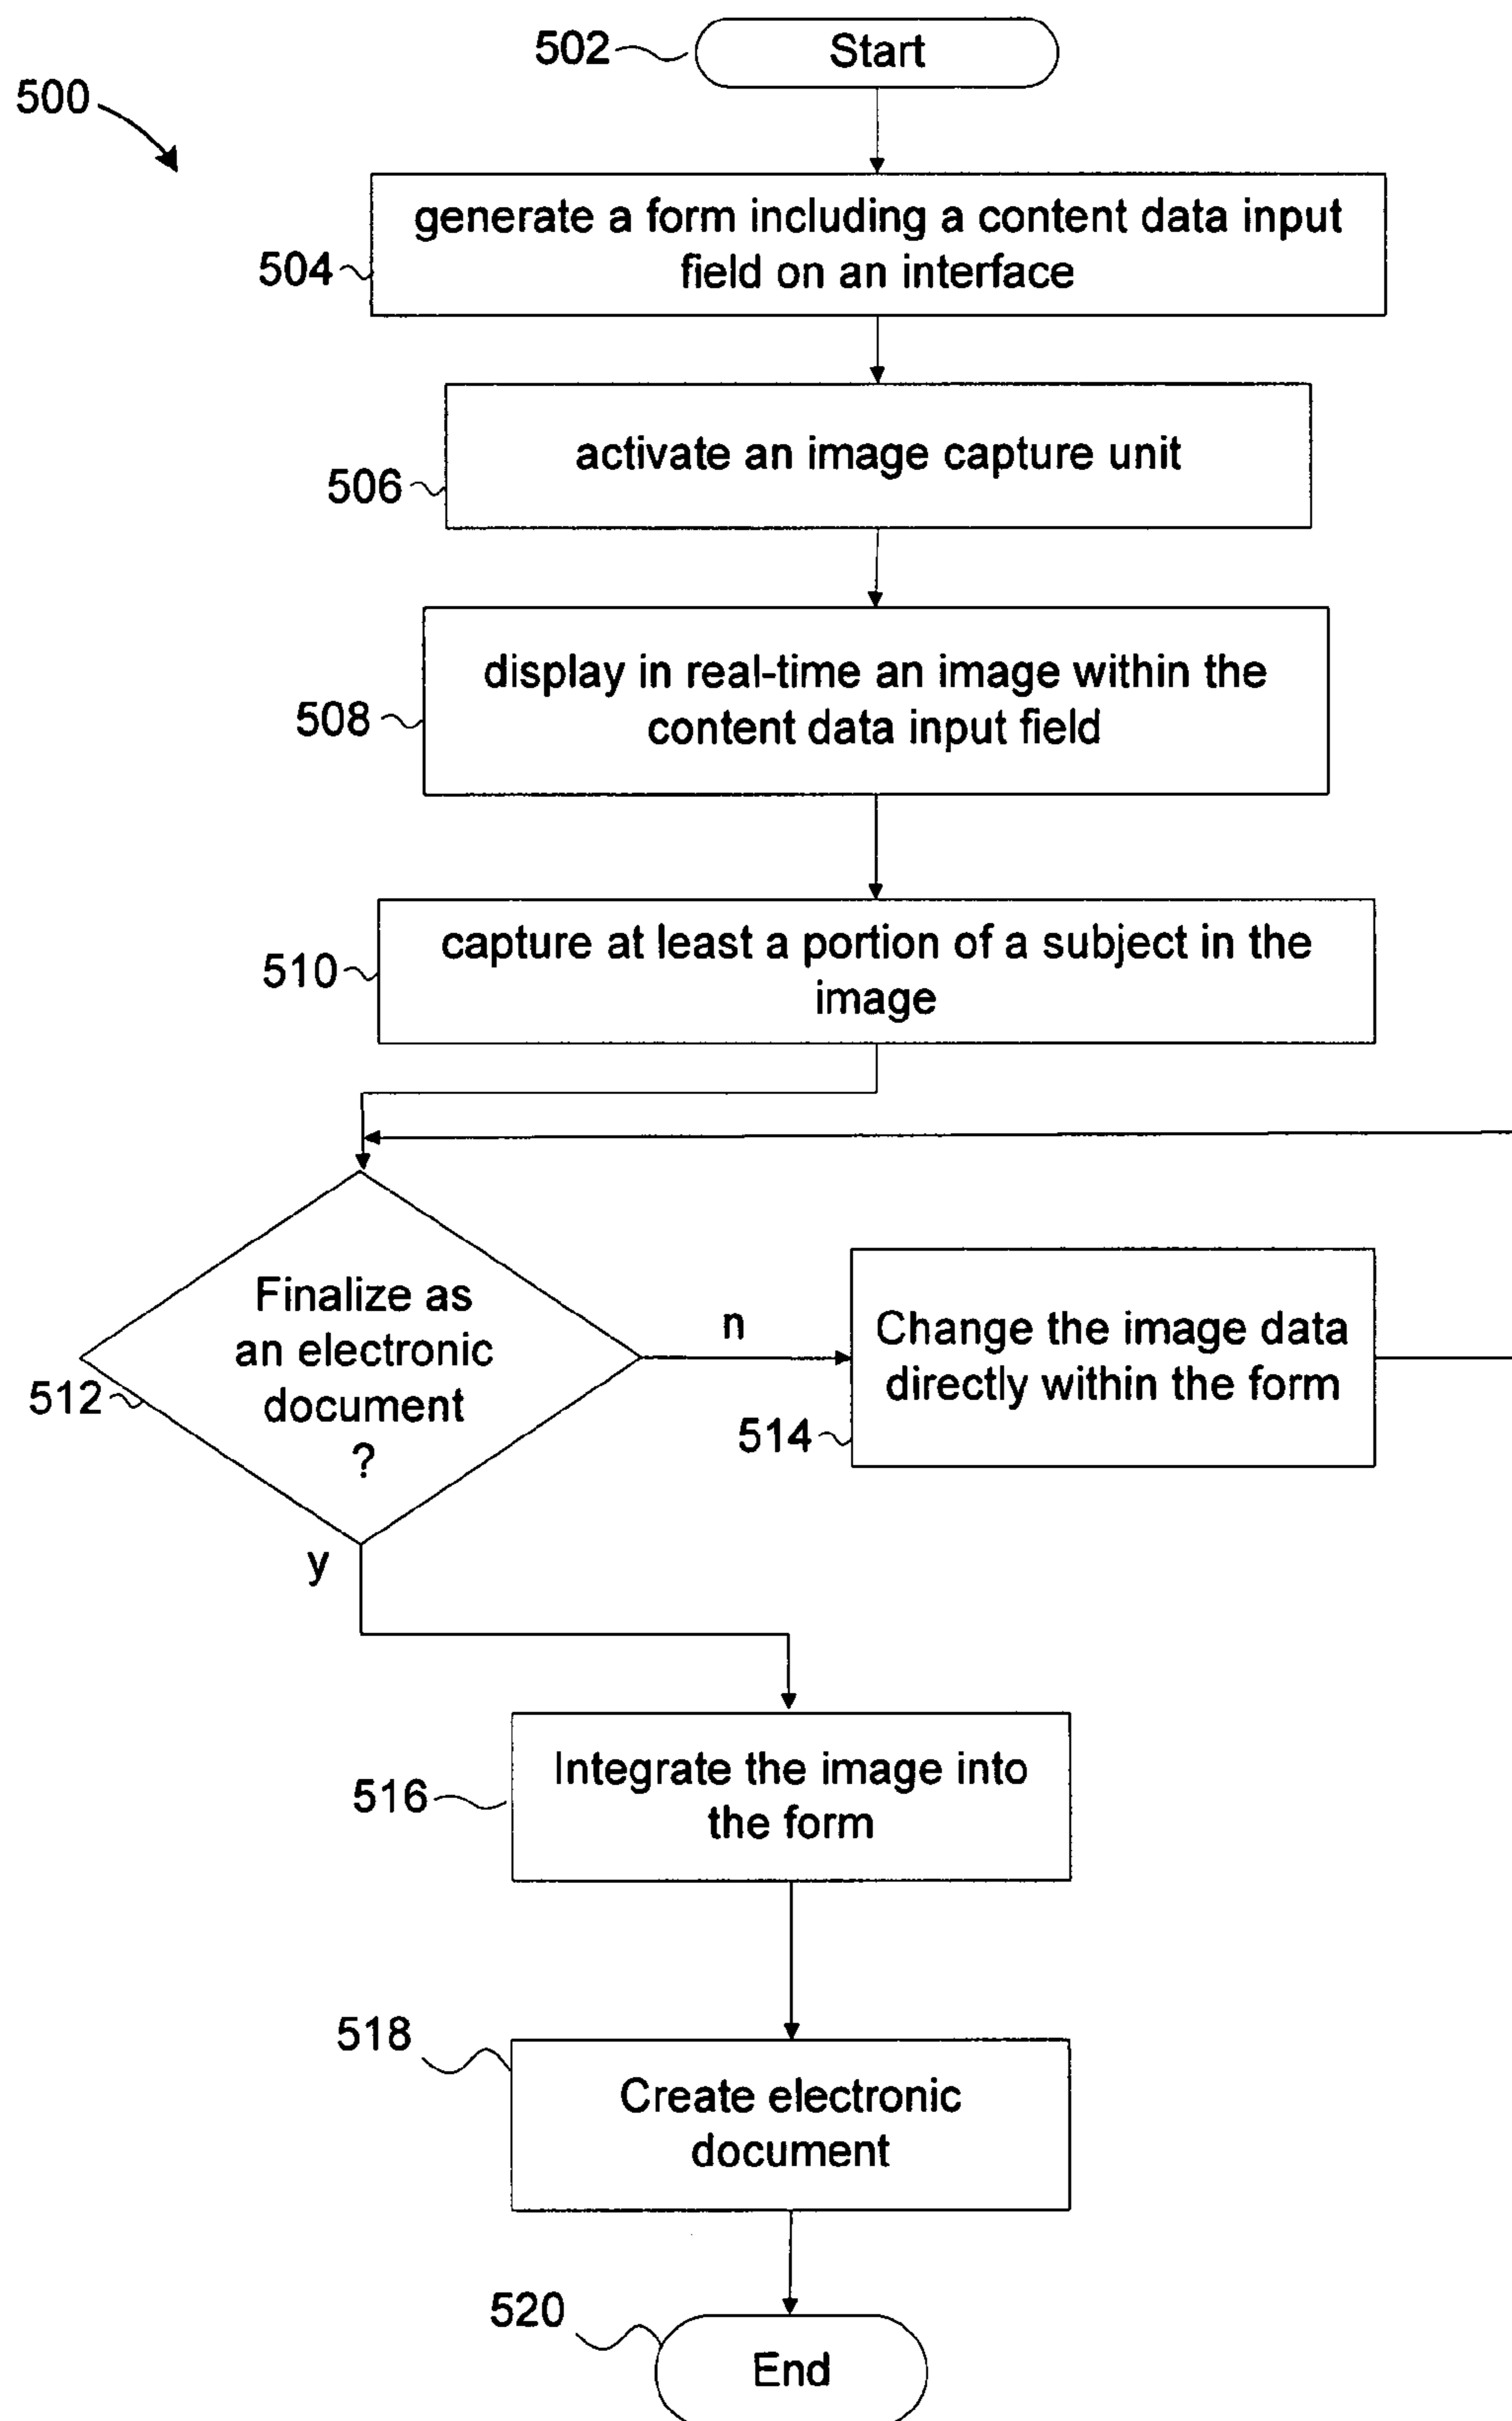 502
Start
500
generate a form including a content data input
field on an interface
504
activate an image capture unit
506
display in real-time an image within the
content data input field
508
capture at least a portion of a subject in the
image
510
Finalize as
an electronic
document
?
512
n
Change the image data
directly within the form
514
y
Integrate the image into
the form
516
518
Create electronic
document
520
End